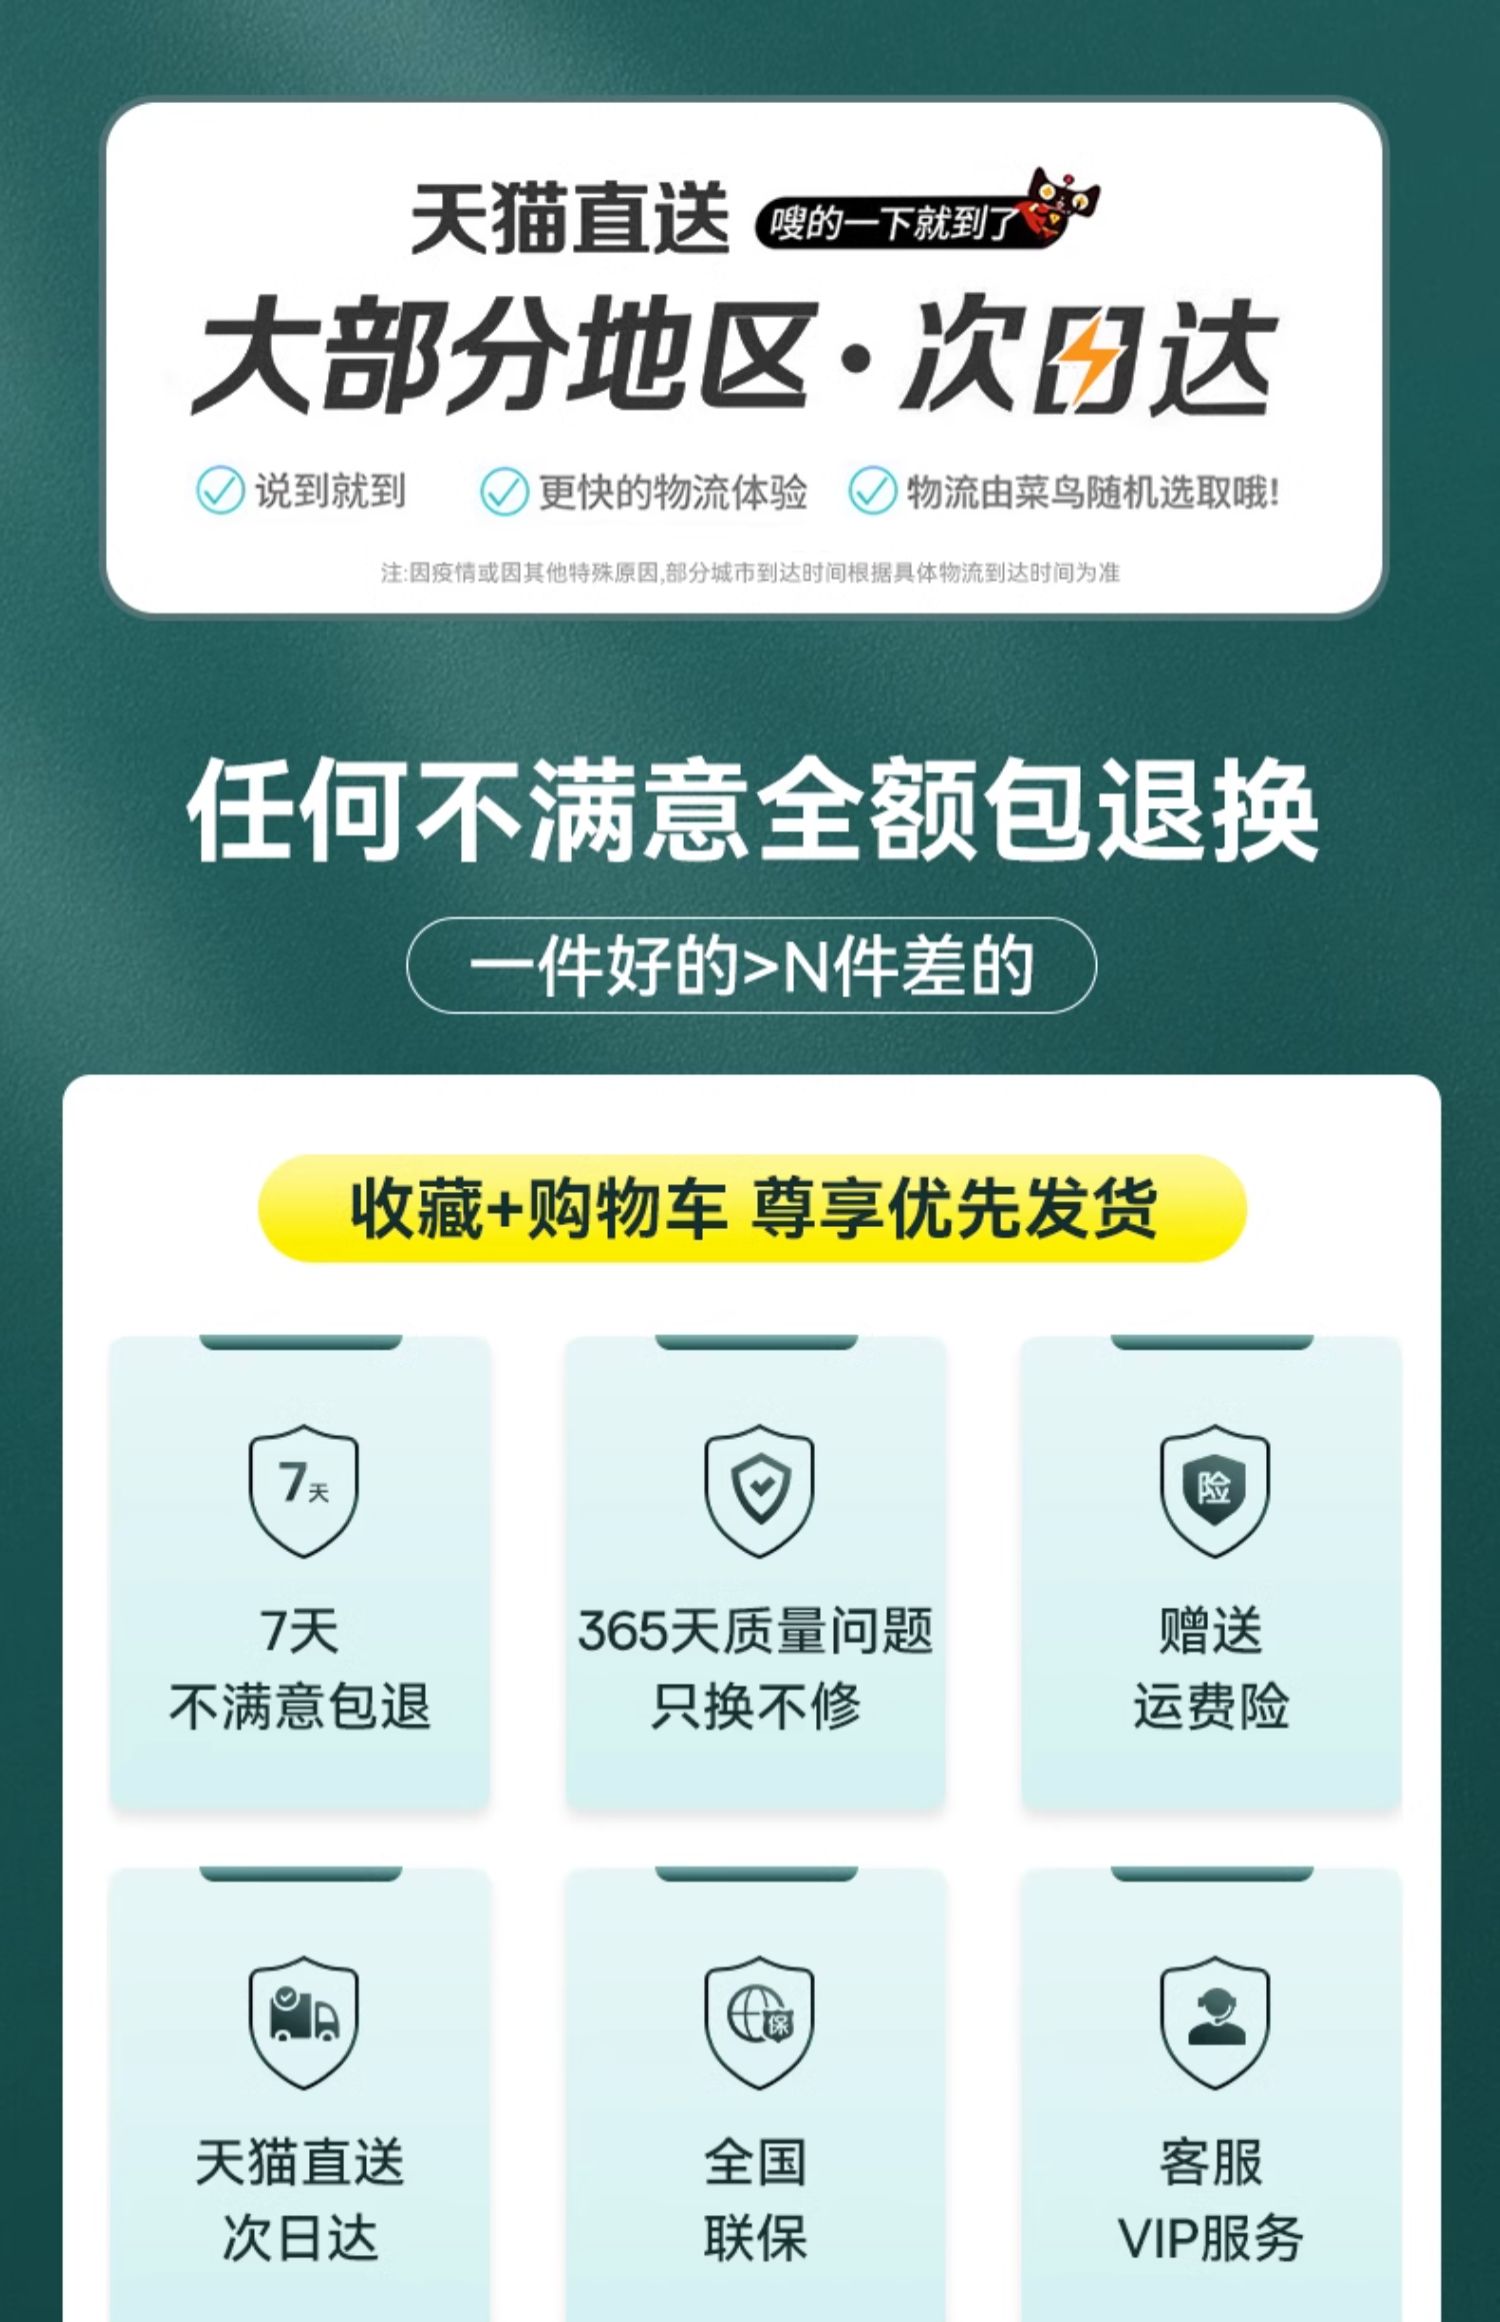 天猫直送 嗖的一下就到了
大部分地区·次日达
说到就到 更快的物流体验 物流由菜鸟随机选取哦!
注:因疫情或因其他特殊原因,部分城市到达时间根据具体物流到达时间为准
任何不满意全额包退换
一件好的>N件差的
收藏+购物车 尊享优先发货
7天
7天
不满意包退
365天质量问题
只换不修
险
赠送
运费险
天猫直送
次日达
保
全国
联保
客服
VIP服务